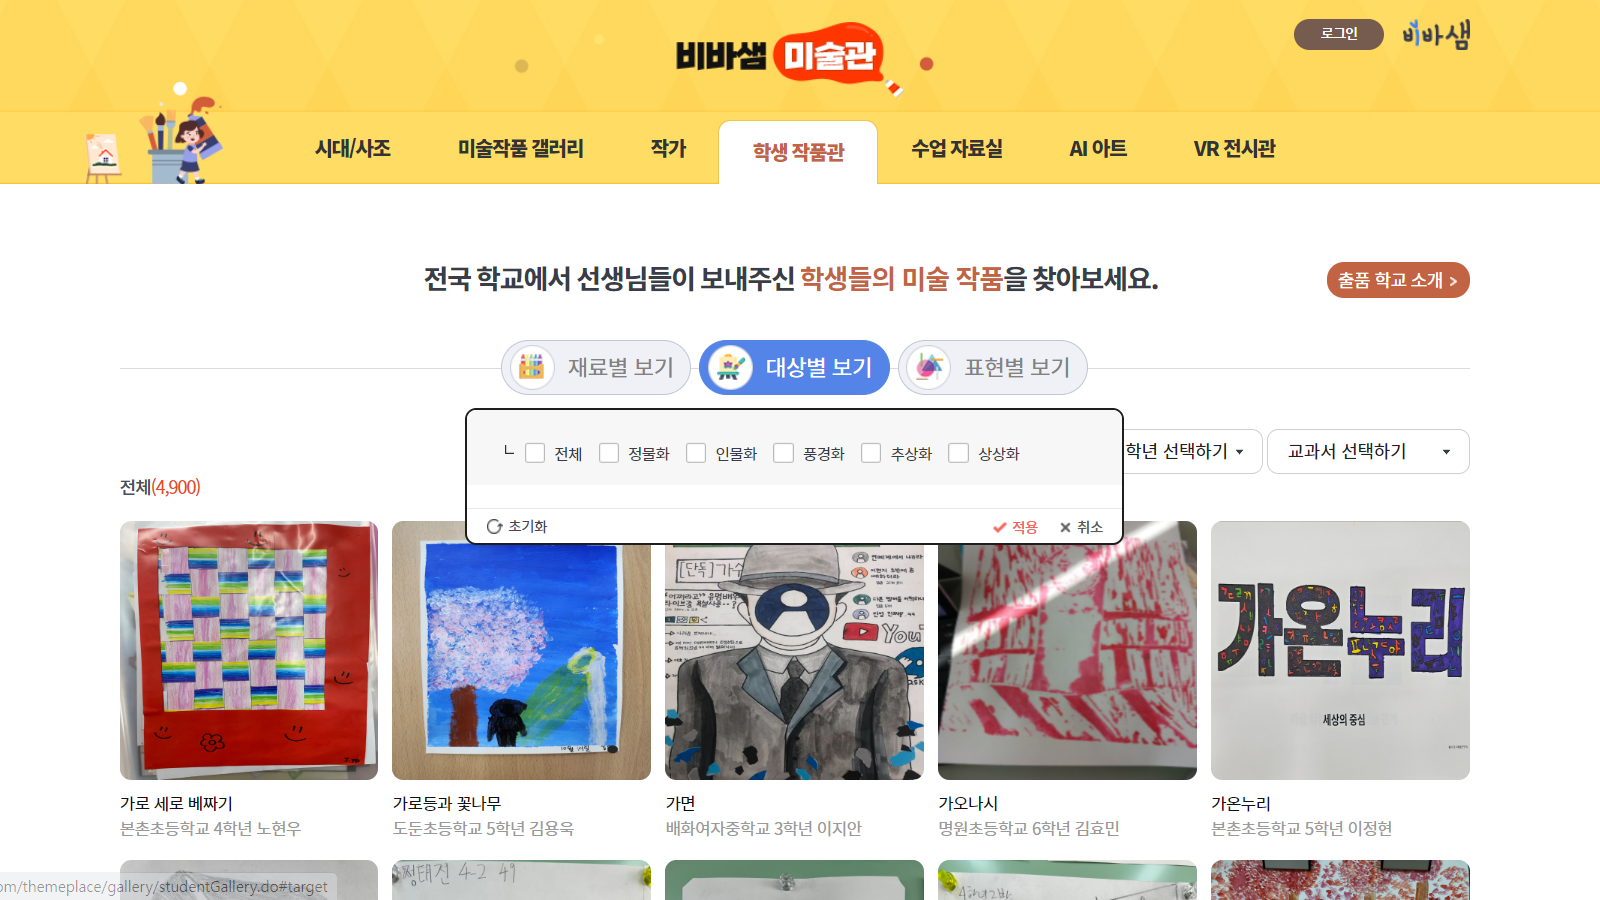 로그인
비바샘
비바샘 미술관
시대/사조
미술작품 갤러리
작가
학생 작품관
수업 자료실
AI 아트
VR 전시관
전국 학교에서 선생님들이 보내주신 학생들의 미술 작품을 찾아보세요.
출품 학교 소개 >
재료별 보기
대상별 보기
표현별 보기
전체
정물화
인물화
풍경화
추상화
상상화
학년 선택하기
교과서 선택하기
전체(4,900)
초기화
적용
취소
[단독]가수
You
가온누리
세상의 중심
가로 세로 베짜기
본촌초등학교 4학년 노현우
가로등과 꽃나무
도둔초등학교 5학년 김용욱
가면
배화여자중학교 3학년 이지안
가오나시
명원초등학교 6학년 김효민
가온누리
본촌초등학교 5학년 이정현
4-2 49
om/themeplace/gallery/studentGallery.do#target